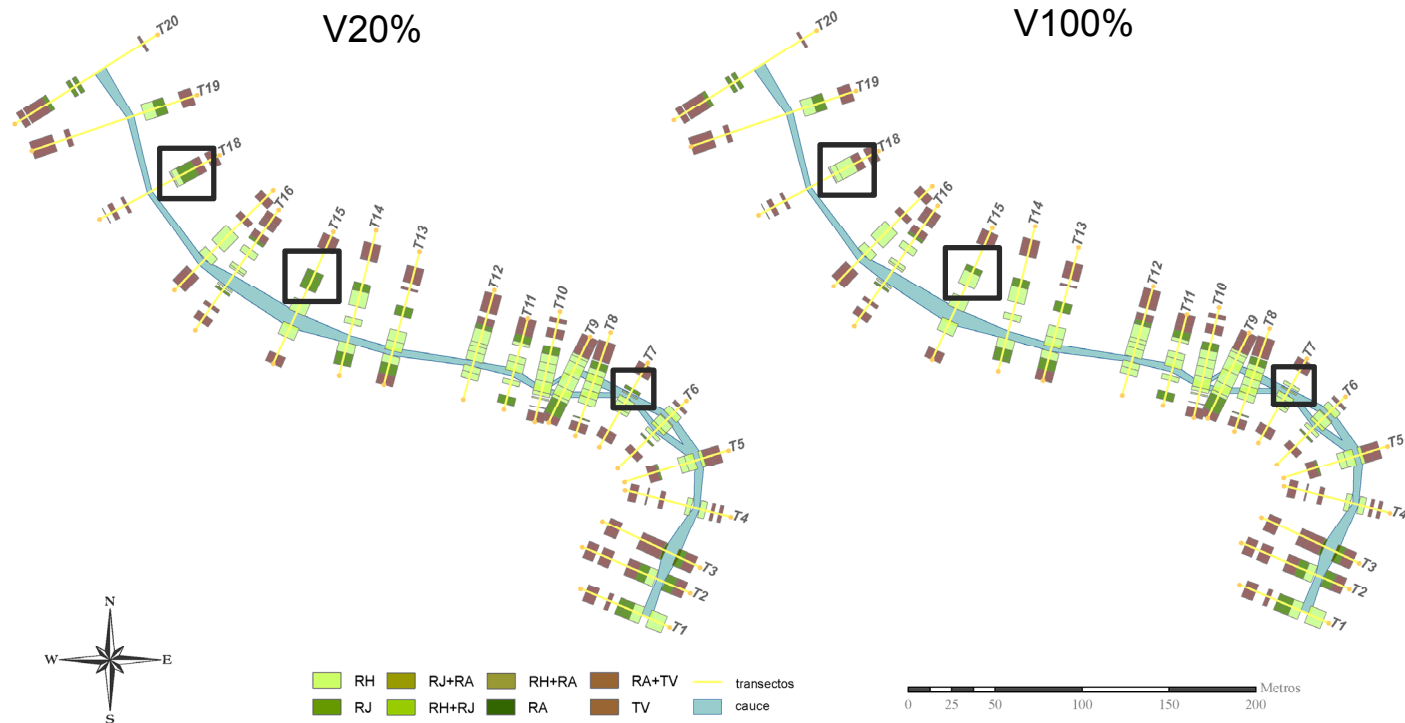 V20%
V100%
T20
T19
T18
T16
T15
T14
T13
T12
T11
T10
T9
T8
T7
T6
T5
T4
T3
T2
T1
T20
T19
T18
T16
T15
T14
T13
T12
T11
T10
T9
T8
T7
T6
T5
T4
T3
T2
T1
N
W E
S
RH RJ+RA RH+RA RA+TV transectos
RJ RH+RJ RA TV cauce
Metros
0 25 50 100 150 200